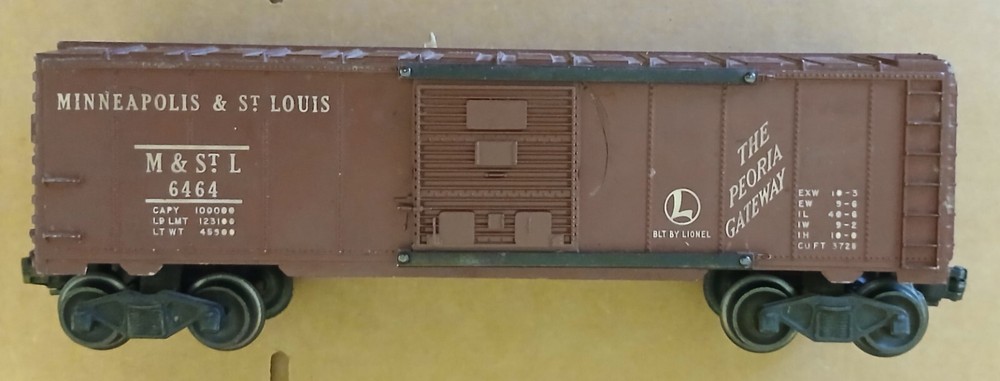 MINNEAPOLIS & ST LOUIS
M & ST L
6464
CAPY 100000
LD LMT 123100
LT WT 45900
L
BLT BY LIONEL
THE
PEORIA
GATEWAY
EXW 10-3
EW 9-6
IL 40-6
IW 9-2
IH 10-0
CU FT 3728